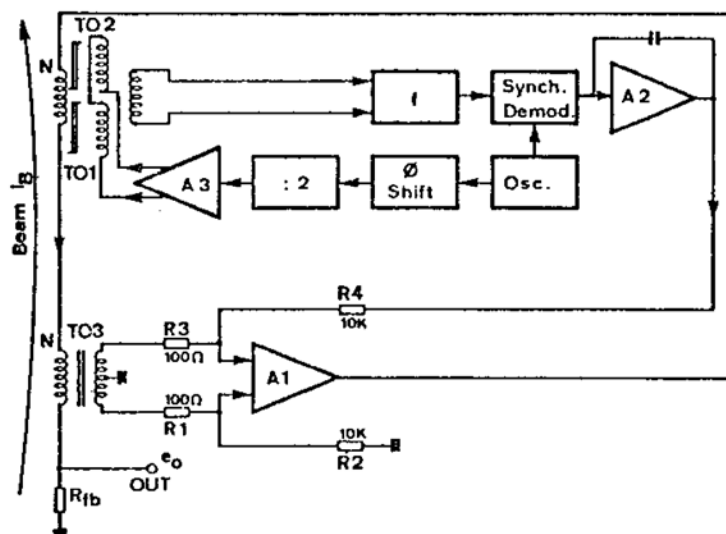 TO2
N
f
Synch.
Demod.
A2
TO1
A3
: 2
Ø
Shift
Osc.
Beam I_B
R4
10K
N
TO3
R3
100Ω
A1
100Ω
R1
10K
R2
e_o
OUT
R_fb